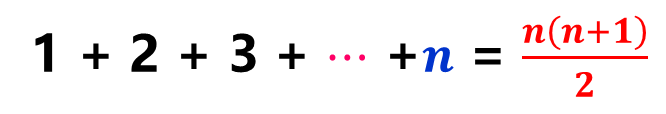 1 + 2 + 3 + ⋯ +n = n(n+1)/2